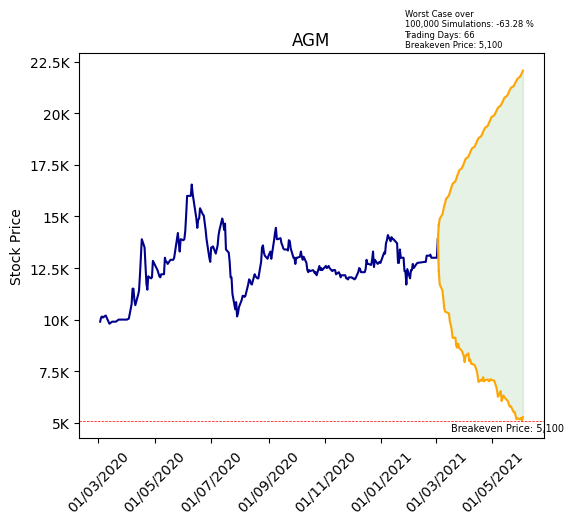 Worst Case over
100,000 Simulations: -63.28 %
Trading Days: 66
Breakeven Price: 5,100
AGM
22.5K
20K
17.5K
15K
12.5K
10K
7.5K
5K
Stock Price
Breakeven Price: 5,100
01/03/2020
01/05/2020
01/07/2020
01/09/2020
01/11/2020
01/01/2021
01/03/2021
01/05/2021